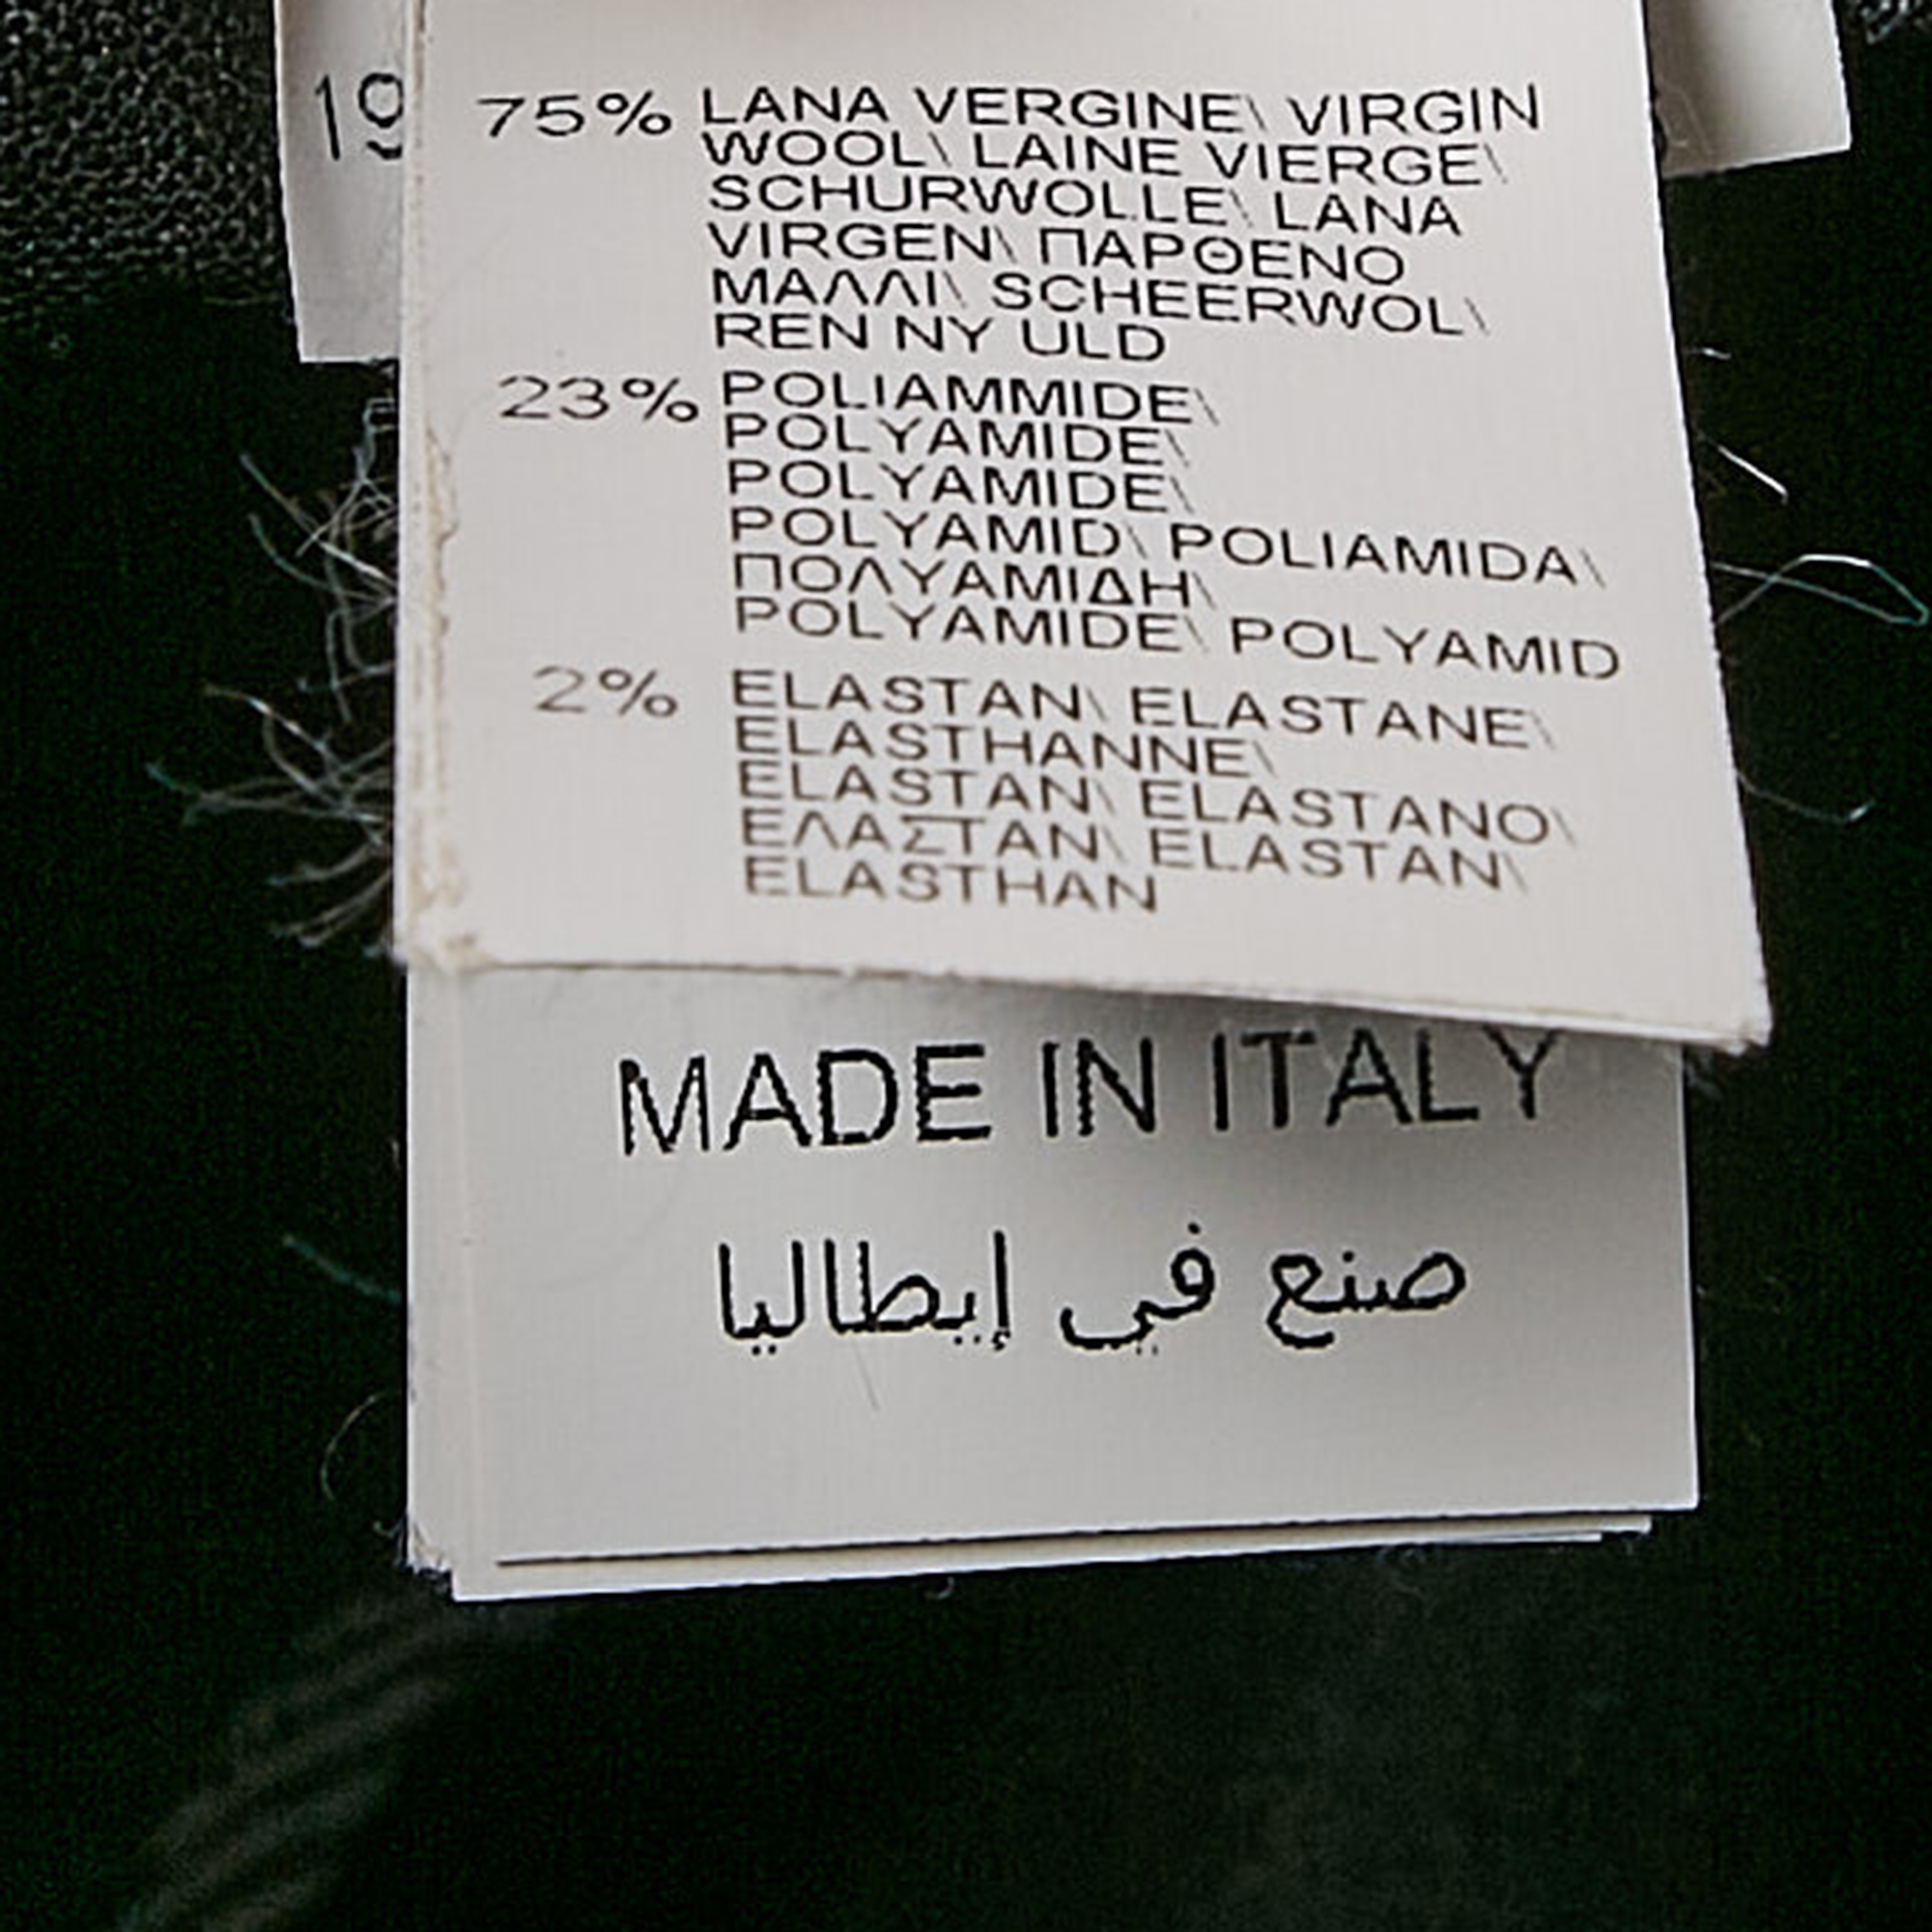 19
75% LANA VERGINE\ VIRGIN
WOOL\ LAINE VIERGE\
SCHURWOLLE\ LANA
VIRGEN\ ΠΑΡΘΕΝΟ
ΜΑΛΛΙ\ SCHEERWOL\
REN NY ULD
23% POLIAMMIDE\
POLYAMIDE\
POLYAMIDE\
POLYAMID\ POLIAMIDA\
ΠΟΛΥΑΜΙΔΗ\
POLYAMIDE\ POLYAMID
2% ELASTAN\ ELASTANE\
ELASTHANNE\
ELASTAN\ ELASTANO\
ΕΛΑΣΤΑΝ\ ELASTAN\
ELASTHAN
MADE IN ITALY
صنع في إيطاليا